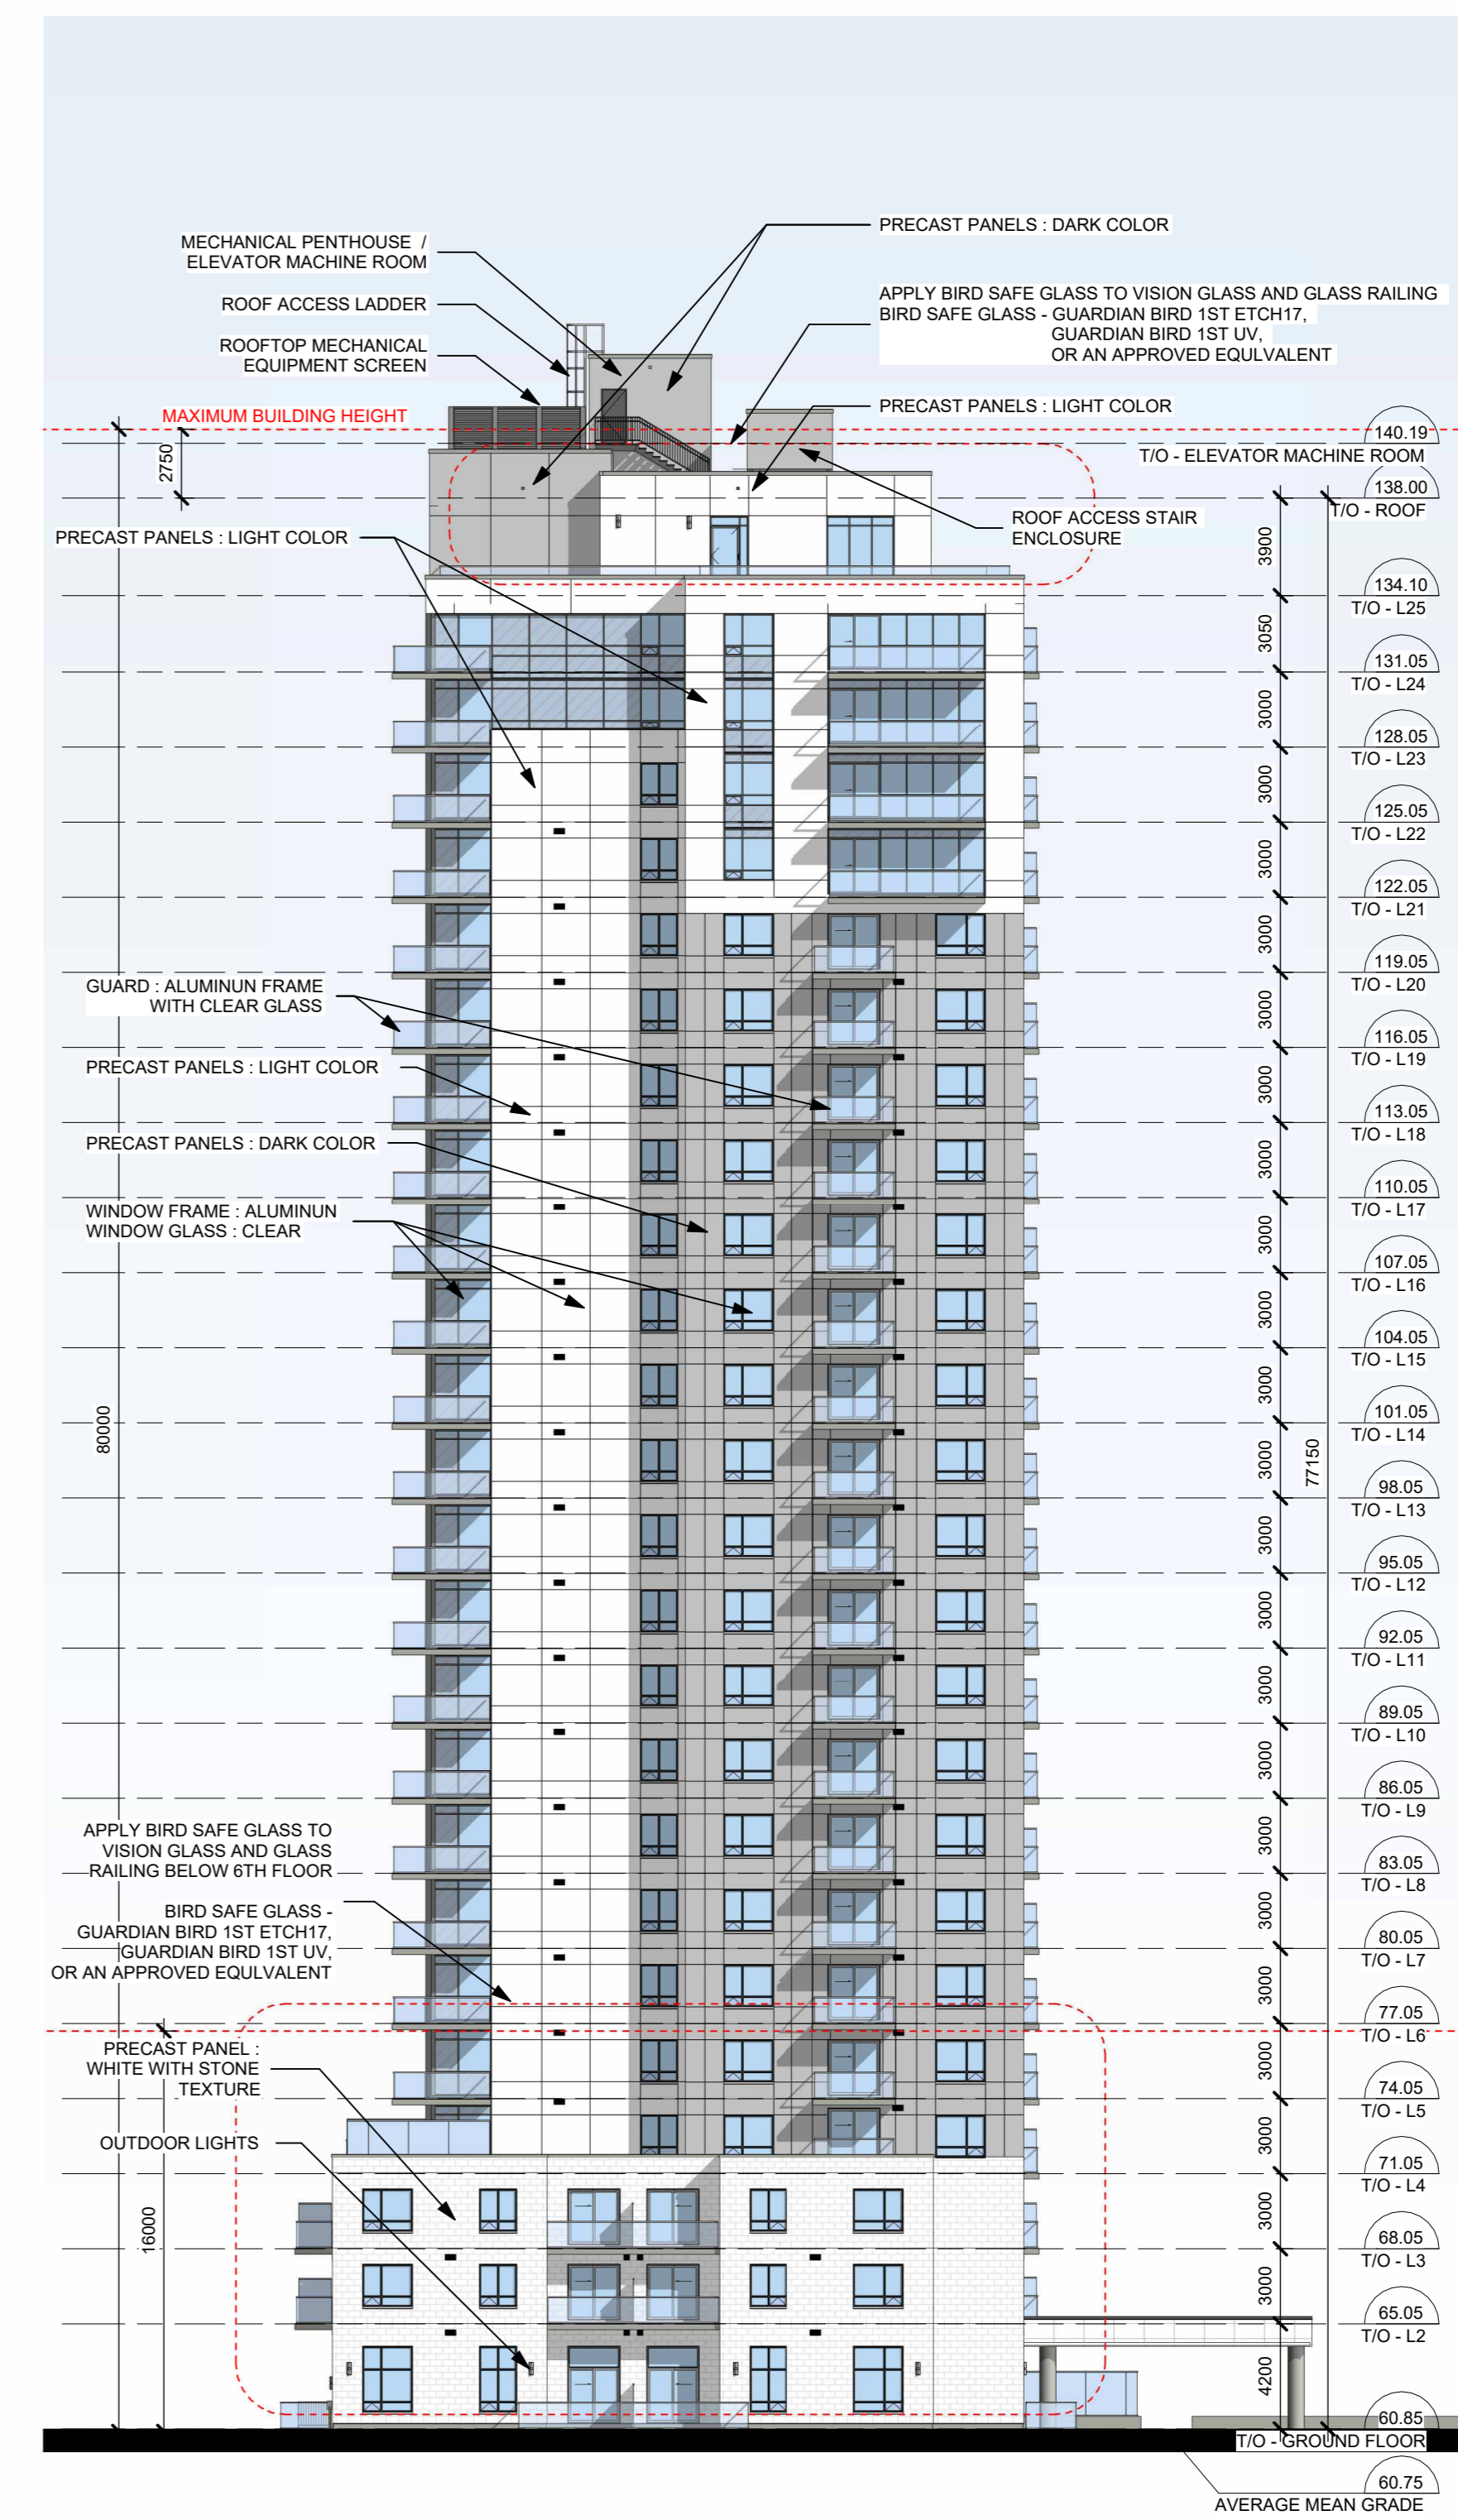 MECHANICAL PENTHOUSE /
ELEVATOR MACHINE ROOM
ROOF ACCESS LADDER
ROOFTOP MECHANICAL
EQUIPMENT SCREEN
MAXIMUM BUILDING HEIGHT
2750
PRECAST PANELS : LIGHT COLOR
GUARD : ALUMINUN FRAME
WITH CLEAR GLASS
PRECAST PANELS : LIGHT COLOR
PRECAST PANELS : DARK COLOR
WINDOW FRAME : ALUMINUN
WINDOW GLASS : CLEAR
80000
APPLY BIRD SAFE GLASS TO
VISION GLASS AND GLASS
RAILING BELOW 6TH FLOOR
BIRD SAFE GLASS -
GUARDIAN BIRD 1ST ETCH17,
GUARDIAN BIRD 1ST UV,
OR AN APPROVED EQULVALENT
PRECAST PANEL :
WHITE WITH STONE
TEXTURE
OUTDOOR LIGHTS
16000
PRECAST PANELS : DARK COLOR
APPLY BIRD SAFE GLASS TO VISION GLASS AND GLASS RAILING
BIRD SAFE GLASS - GUARDIAN BIRD 1ST ETCH17,
GUARDIAN BIRD 1ST UV,
OR AN APPROVED EQULVALENT
PRECAST PANELS : LIGHT COLOR
ROOF ACCESS STAIR
ENCLOSURE
140.19
T/O - ELEVATOR MACHINE ROOM
138.00
T/O - ROOF
3900
134.10
T/O - L25
3050
131.05
T/O - L24
3000
128.05
T/O - L23
3000
125.05
T/O - L22
3000
122.05
T/O - L21
3000
119.05
T/O - L20
3000
116.05
T/O - L19
3000
113.05
T/O - L18
3000
110.05
T/O - L17
3000
107.05
T/O - L16
3000
104.05
T/O - L15
3000
101.05
T/O - L14
3000
77150
98.05
T/O - L13
3000
95.05
T/O - L12
3000
92.05
T/O - L11
3000
89.05
T/O - L10
3000
86.05
T/O - L9
3000
83.05
T/O - L8
3000
80.05
T/O - L7
3000
77.05
T/O - L6
3000
74.05
T/O - L5
3000
71.05
T/O - L4
3000
68.05
T/O - L3
3000
65.05
T/O - L2
4200
60.85
T/O - GROUND FLOOR
60.75
AVERAGE MEAN GRADE